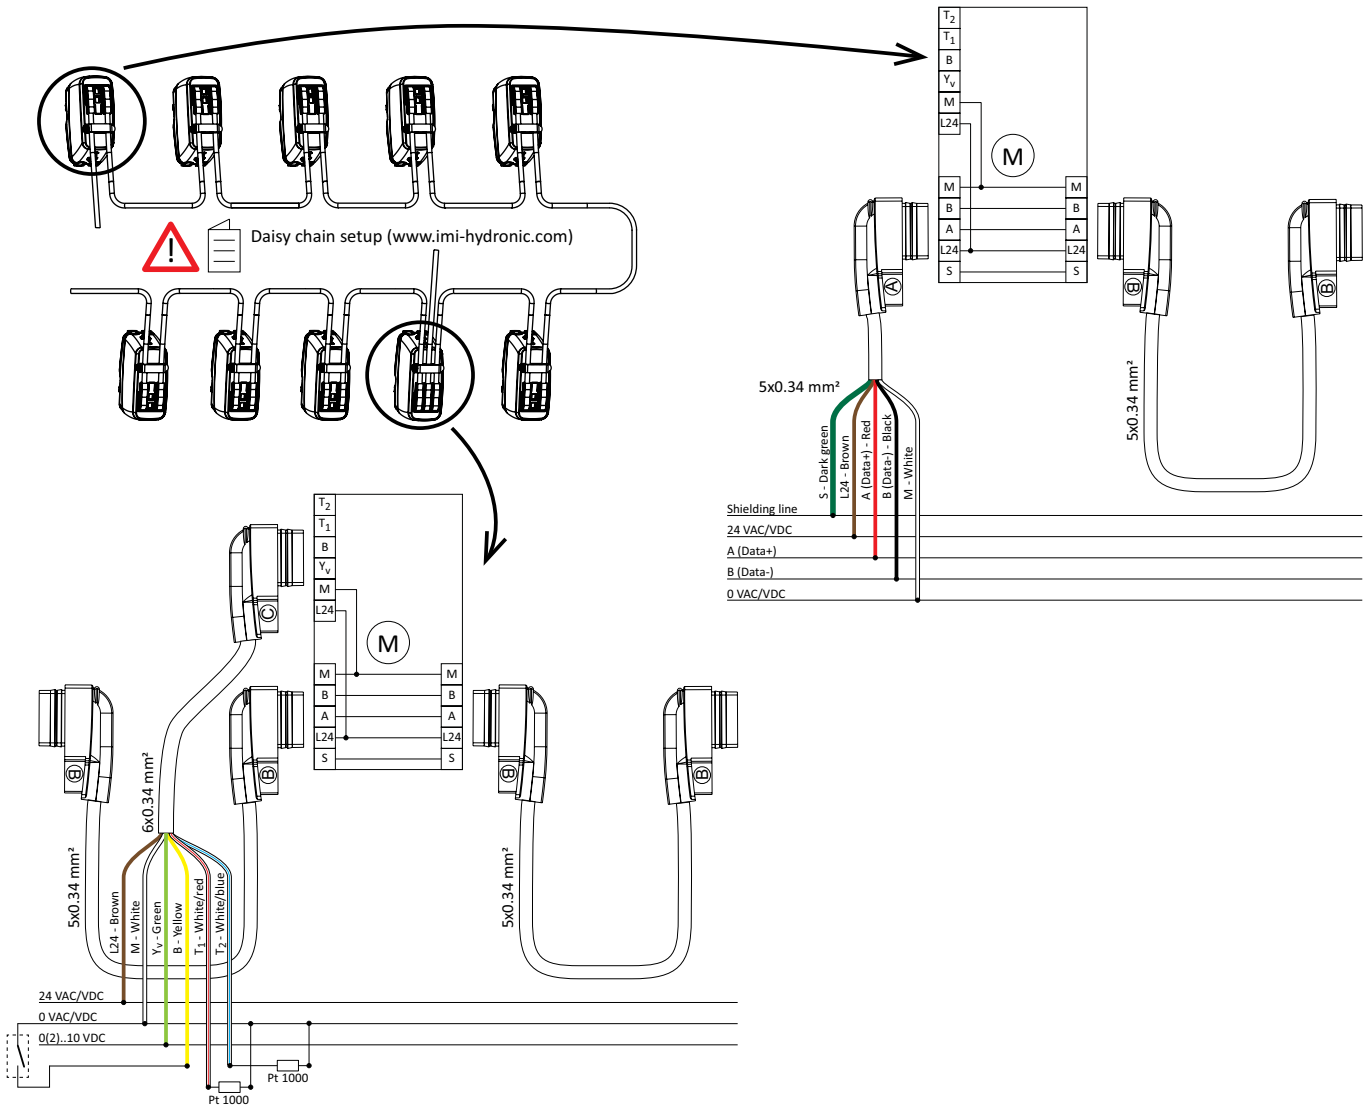 T2
T1
B
Yv
M
L24
M
M
M
B
B
A
A
L24
L24
S
S
A
B
B
Daisy chain setup (www.imi-hydronic.com)
5x0.34 mm²
5x0.34 mm²
S - Dark green
L24 - Brown
A (Data+) - Red
B (Data-) - Black
M - White
Shielding line
24 VAC/VDC
A (Data+)
B (Data-)
0 VAC/VDC
T2
T1
B
Yv
M
L24
M
M
M
B
B
A
A
L24
L24
S
S
C
B
B
B
B
6x0.34 mm²
5x0.34 mm²
5x0.34 mm²
L24 - Brown
M - White
Yv - Green
B - Yellow
T1 - White/red
T2 - White/blue
24 VAC/VDC
0 VAC/VDC
0(2)..10 VDC
Pt 1000
Pt 1000